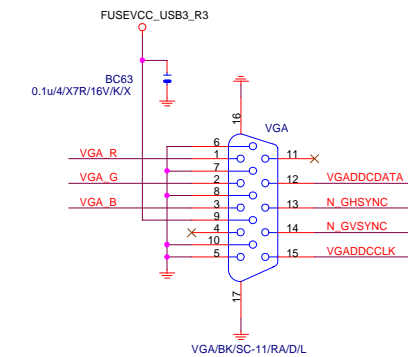 FUSEVCC_USB3_R3
BC63
0.1u/4/X7R/16V/K/X
16
VGA
6
VGA_R 1 11
7
VGA_G 2 12 VGADDCDATA
8
VGA_B 3 13 N_GHSYNC
9
4 14 N_GVSYNC
10
5 15 VGADDCCLK
17
VGA/BK/SC-11/RA/D/L